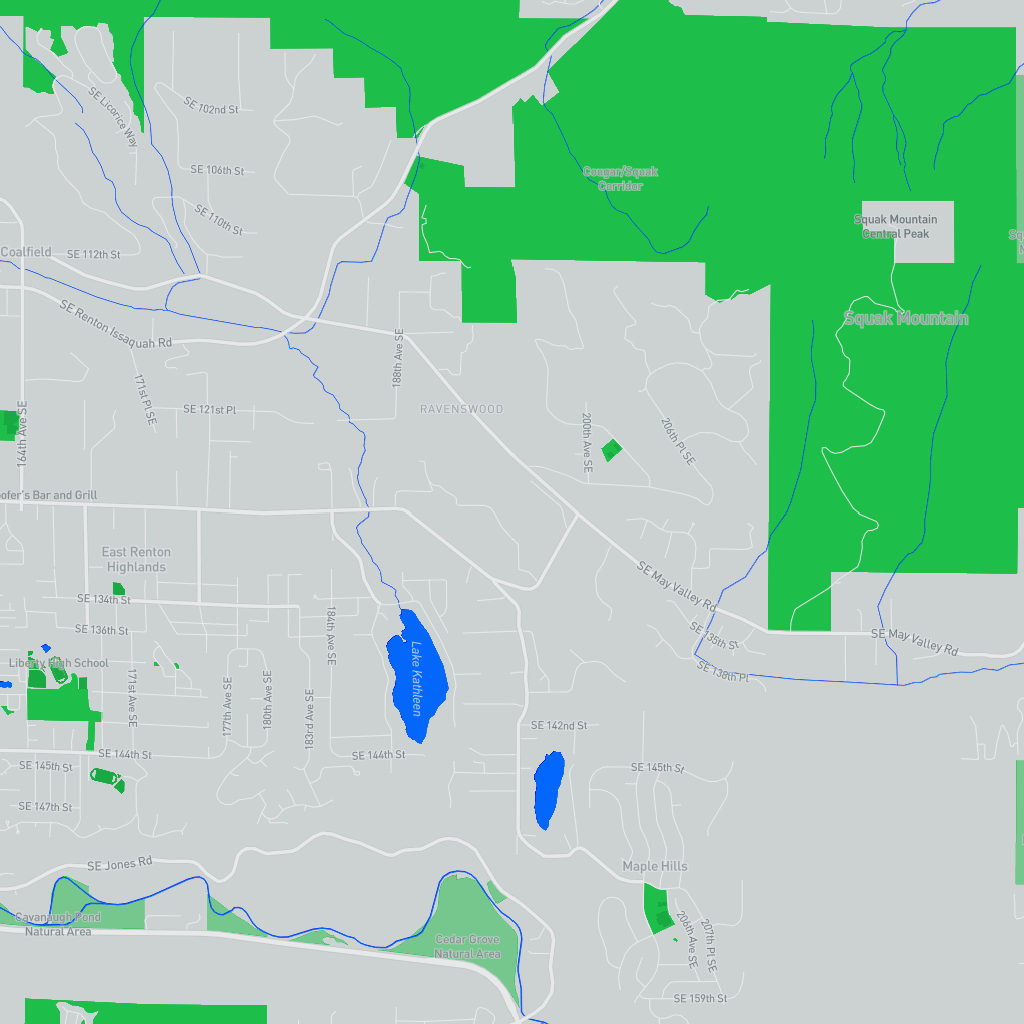 SE Licorice Way
SE 102nd St
SE 106th St
Cougar/Squak
Corridor
SE 110th St
Squak Mountain
Central Peak
Coalfield
SE 112th St
Squak Mountain
SE Renton Issaquah Rd
188th Ave SE
171st Pl SE
SE 121st Pl
RAVENSWOOD
164th Ave SE
200th Ave SE
206th Pl SE
ofer's Bar and Grill
East Renton
Highlands
SE May Valley Rd
SE 134th St
184th Ave SE
SE 136th St
SE 135th St
SE May Valley Rd
Lake Kathleen
Liberty High School
SE 138th Pl
171st Ave SE
177th Ave SE
180th Ave SE
183rd Ave SE
SE 142nd St
SE 144th St
SE 144th St
SE 145th St
SE 145th St
SE 147th St
SE Jones Rd
Maple Hills
Cavanaugh Pond
Natural Area
Cedar Grove
Natural Area
206th Ave SE
207th Pl SE
SE 159th St